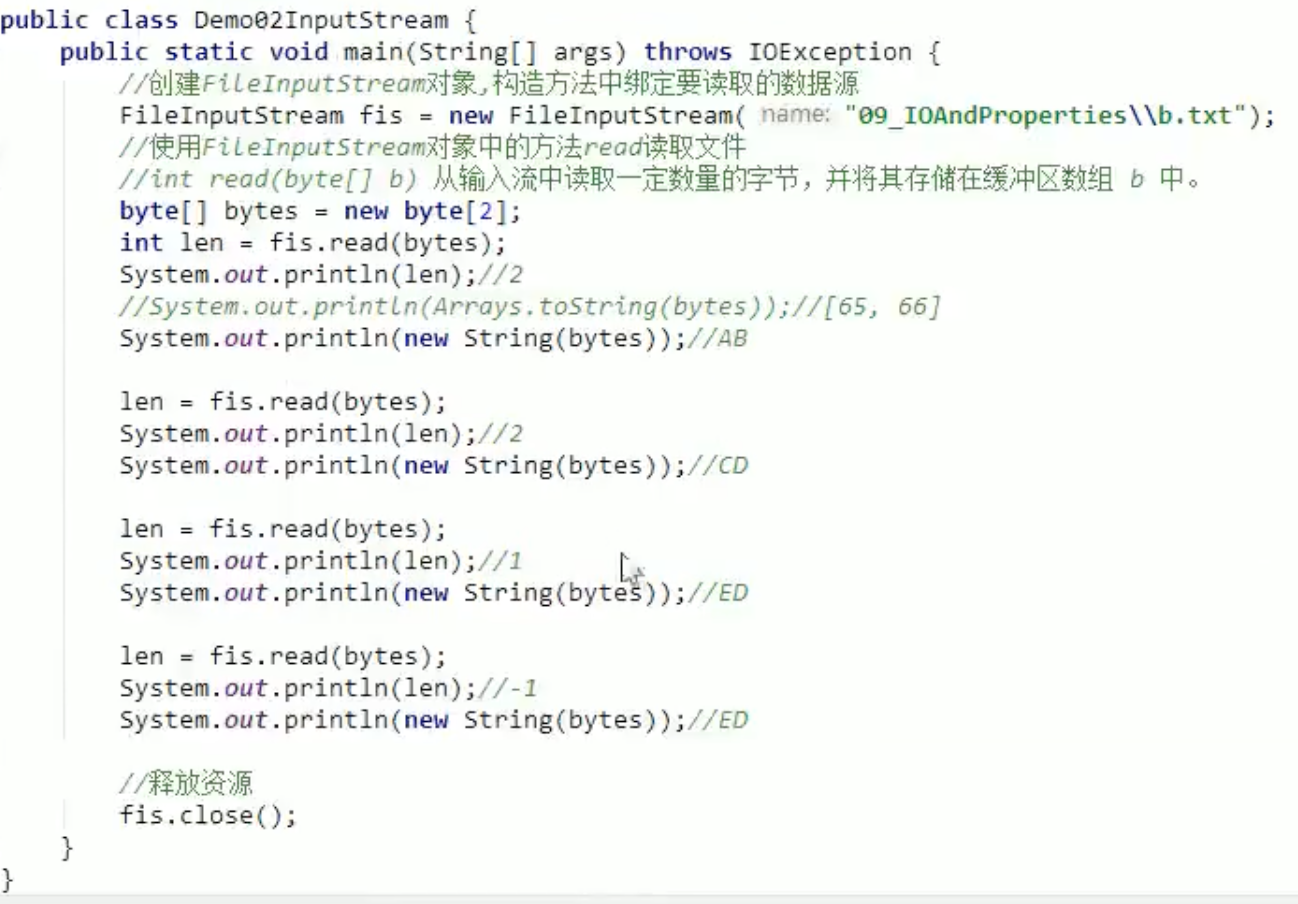 public class Demo02InputStream {
    public static void main(String[] args) throws IOException {
        //创建FileInputStream对象,构造方法中绑定要读取的数据源
        FileInputStream fis = new FileInputStream( name: "09_IOAndProperties\\b.txt");
        //使用FileInputStream对象中的方法read读取文件
        //int read(byte[] b) 从输入流中读取一定数量的字节，并将其存储在缓冲区数组 b 中。
        byte[] bytes = new byte[2];
        int len = fis.read(bytes);
        System.out.println(len);//2
        //System.out.println(Arrays.toString(bytes));//[65, 66]
        System.out.println(new String(bytes));//AB

        len = fis.read(bytes);
        System.out.println(len);//2
        System.out.println(new String(bytes));//CD

        len = fis.read(bytes);
        System.out.println(len);//1
        System.out.println(new String(bytes));//ED

        len = fis.read(bytes);
        System.out.println(len);//-1
        System.out.println(new String(bytes));//ED

        //释放资源
        fis.close();
    }
}